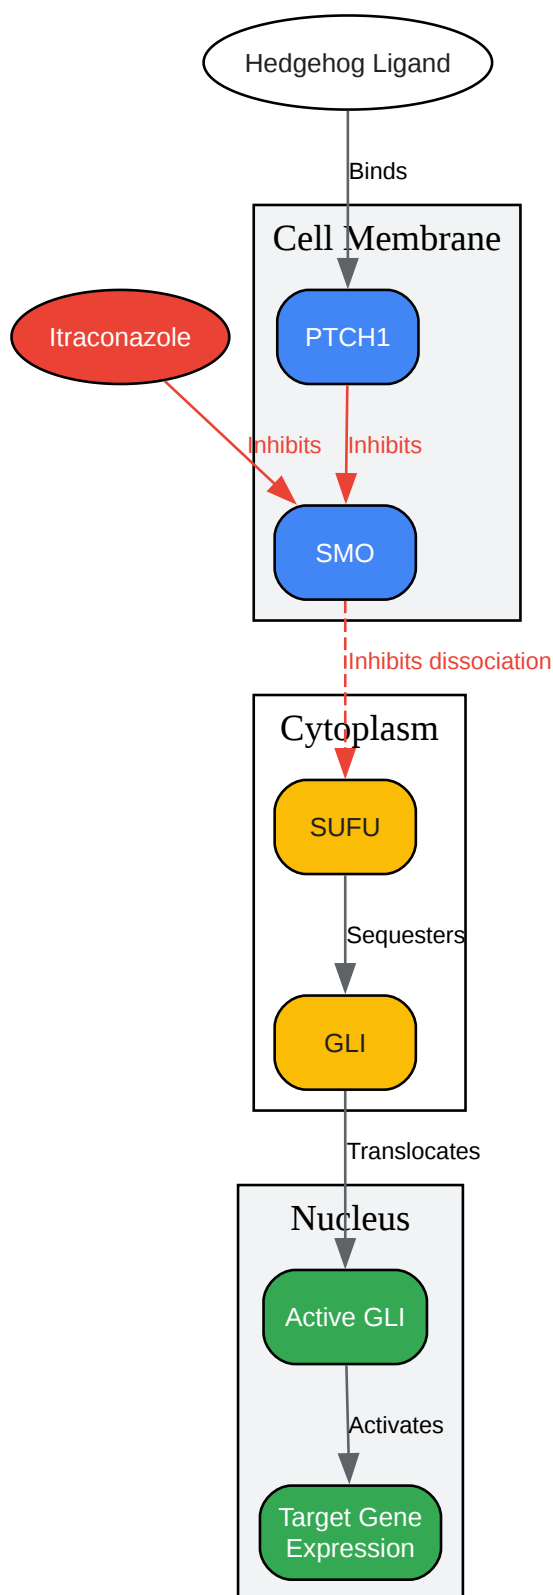 Hedgehog Ligand
Binds
Cell Membrane
Itraconazole
PTCH1
Inhibits
Inhibits
SMO
Inhibits dissociation
Cytoplasm
SUFU
Sequesters
GLI
Translocates
Nucleus
Active GLI
Activates
Target Gene
Expression